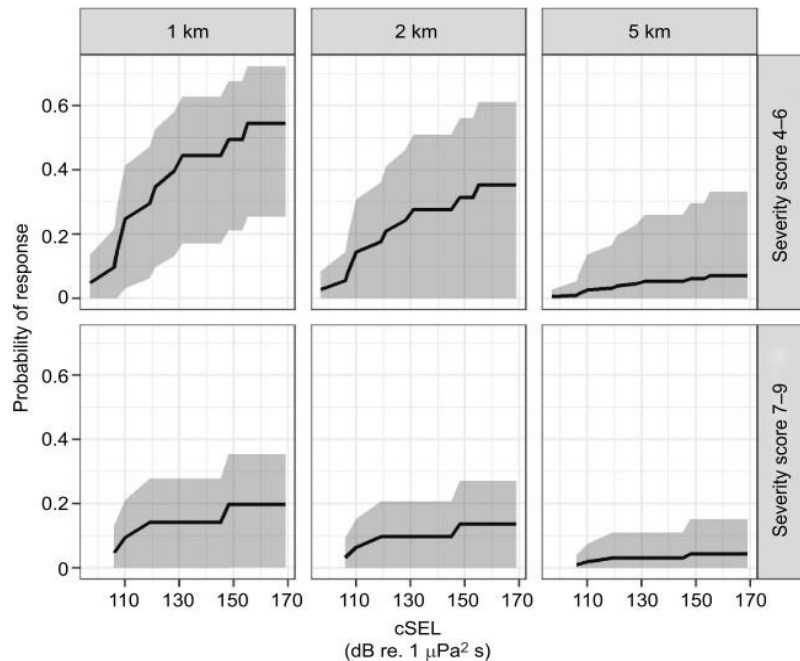 1 km
2 km
5 km
Probability of response
0.6
0.4
0.2
0
Severity score 4–6
0.6
0.4
0.2
0
Severity score 7–9
110
130
150
170
110
130
150
170
110
130
150
170
cSEL
(dB re. 1 μPa² s)